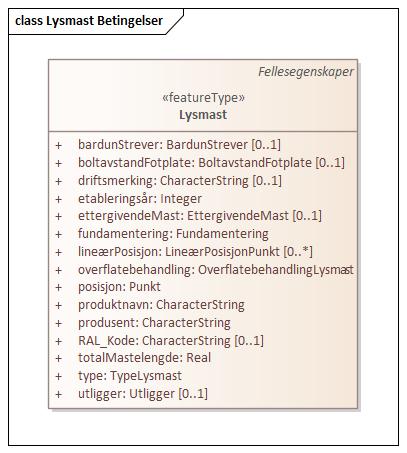 class Lysmast Betingelser
Fellesegenskaper
«featureType»
Lysmast
+ bardunStrever: BardunStrever [0..1]
+ boltavstandFotplate: BoltavstandFotplate [0..1]
+ driftsmerking: CharacterString [0..1]
+ etableringsår: Integer
+ ettergivendeMast: EttergivendeMast [0..1]
+ fundamentering: Fundamentering
+ lineærPosisjon: LineærPosisjonPunkt [0..*]
+ overflatebehandling: OverflatebehandlingLysmast
+ posisjon: Punkt
+ produktnavn: CharacterString
+ produsent: CharacterString
+ RAL_Kode: CharacterString [0..1]
+ totalMastelengde: Real
+ type: TypeLysmast
+ utligger: Utligger [0..1]